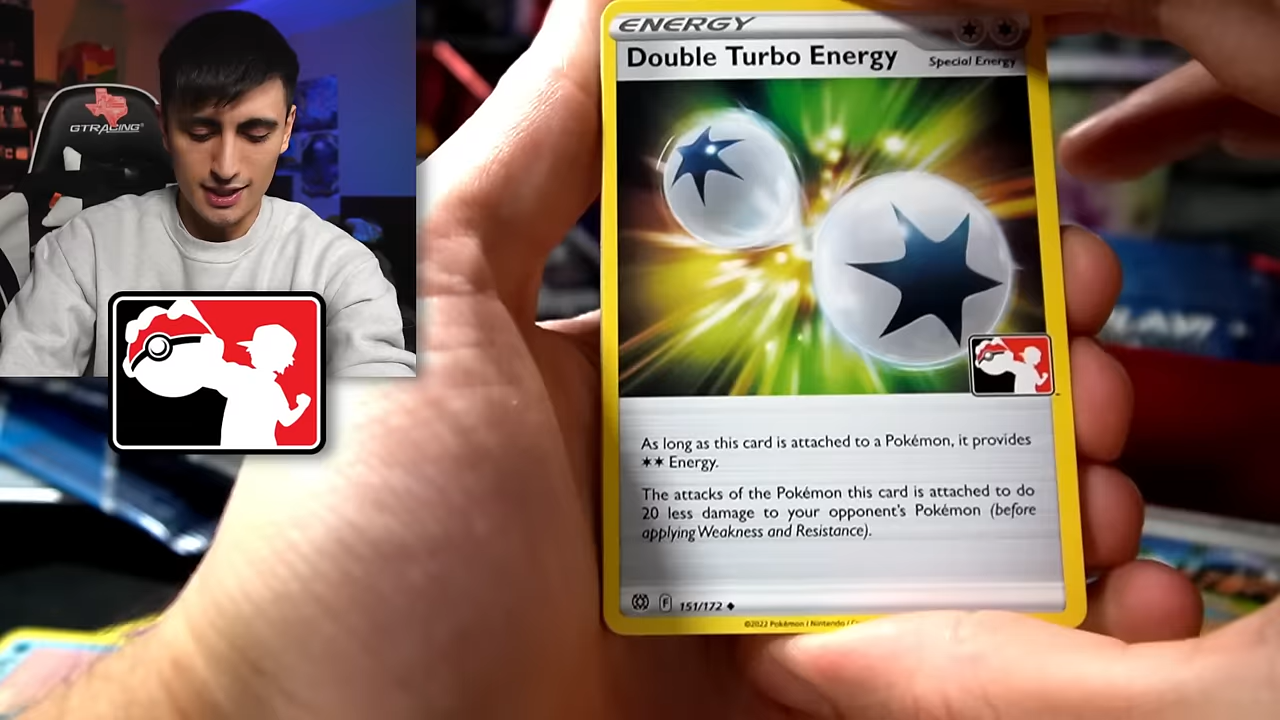 GTRACING
ENERGY
Double Turbo Energy
Special Energy
As long as this card is attached to a Pokémon, it provides
✶✶ Energy.
The attacks of the Pokémon this card is attached to do
20 less damage to your opponent's Pokémon (before
applying Weakness and Resistance).
F 151/172 ◆
©2022 Pokémon / Nintendo /